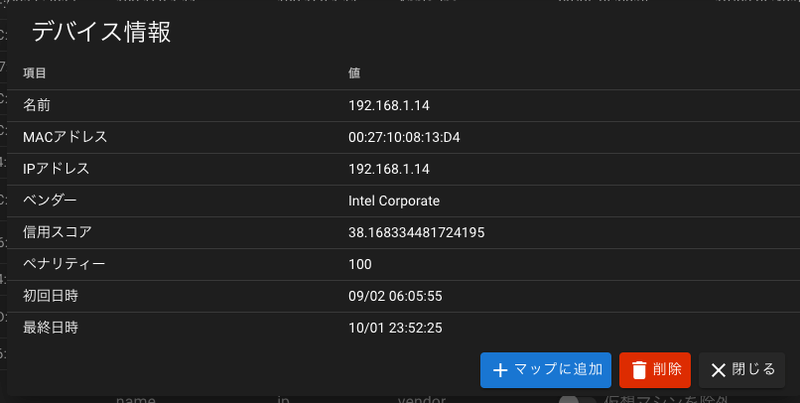 デバイス情報
項目 値
名前 192.168.1.14
MACアドレス 00:27:10:08:13:D4
IPアドレス 192.168.1.14
ベンダー Intel Corporate
信用スコア 38.168334481724195
ペナリティー 100
初回日時 09/02 06:05:55
最終日時 10/01 23:52:25
マップに追加 削除 閉じる
name ip vendor 仮想マシンを除外